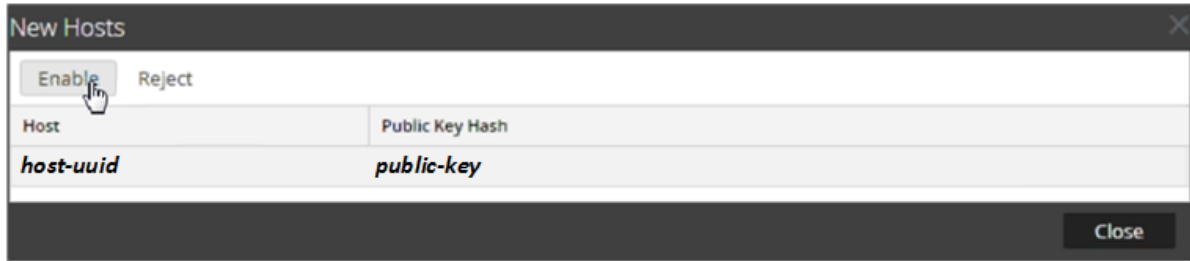 New Hosts
Enable Reject
Host Public Key Hash
host-uuid public-key
Close